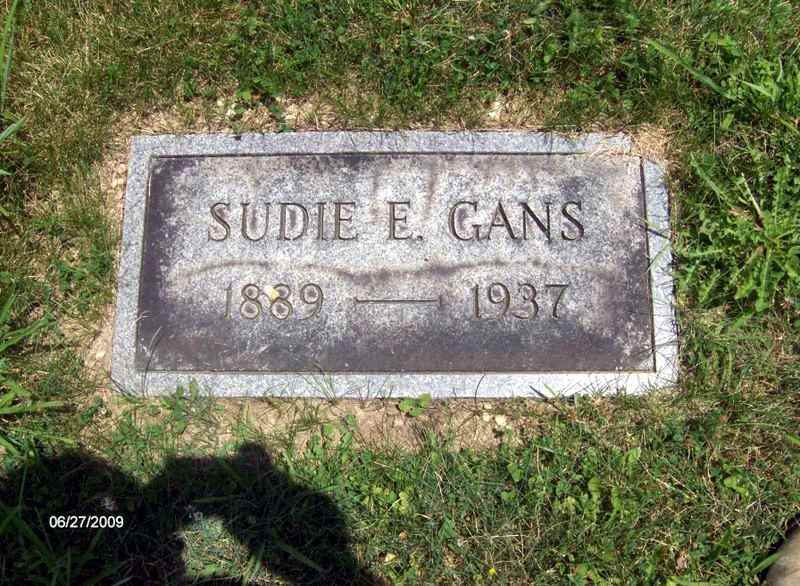 SUDIE E. GANS
1889 — 1937
06/27/2009